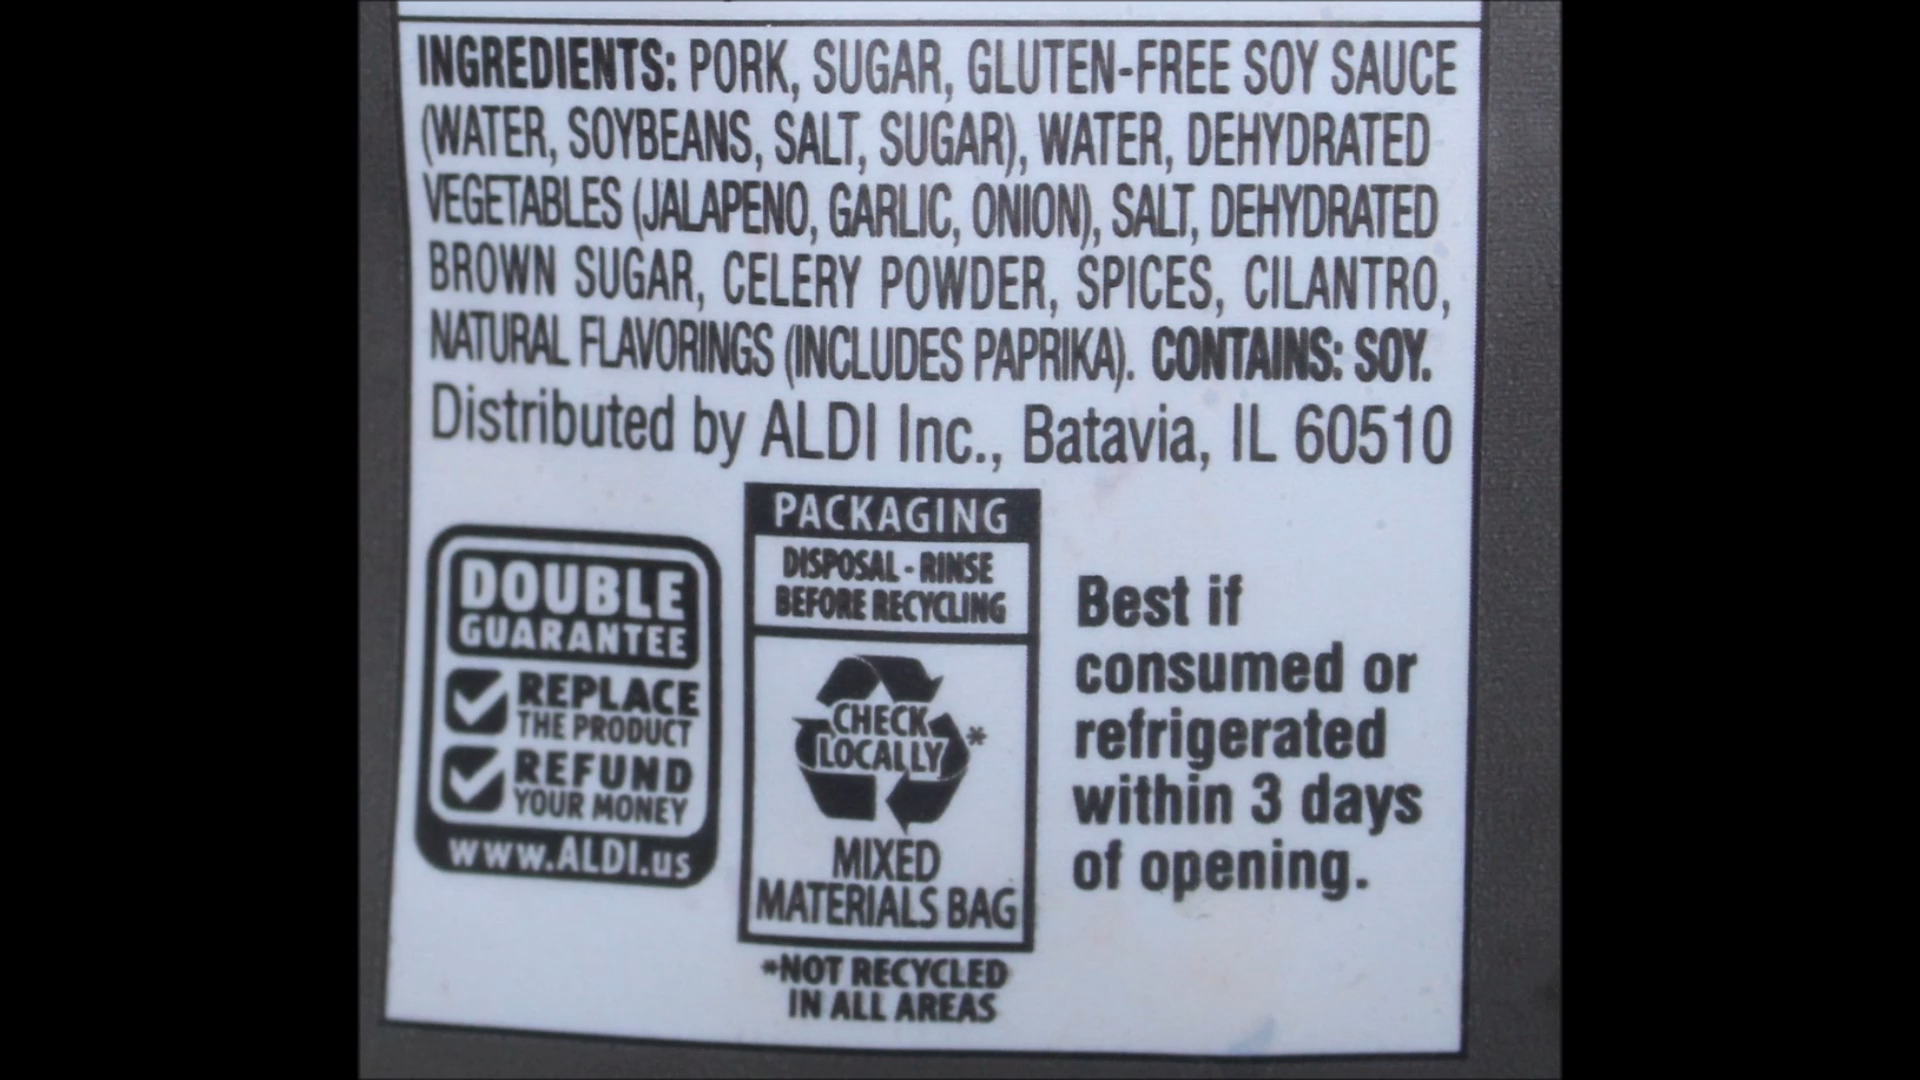 INGREDIENTS: PORK, SUGAR, GLUTEN-FREE SOY SAUCE
(WATER, SOYBEANS, SALT, SUGAR), WATER, DEHYDRATED
VEGETABLES (JALAPENO, GARLIC, ONION), SALT, DEHYDRATED
BROWN SUGAR, CELERY POWDER, SPICES, CILANTRO,
NATURAL FLAVORINGS (INCLUDES PAPRIKA). CONTAINS: SOY.
Distributed by ALDI Inc., Batavia, IL 60510
DOUBLE
GUARANTEE
REPLACE
THE PRODUCT
REFUND
YOUR MONEY
www.ALDI.us
PACKAGING
DISPOSAL - RINSE
BEFORE RECYCLING
CHECK
LOCALLY*
MIXED
MATERIALS BAG
*NOT RECYCLED
IN ALL AREAS
Best if
consumed or
refrigerated
within 3 days
of opening.